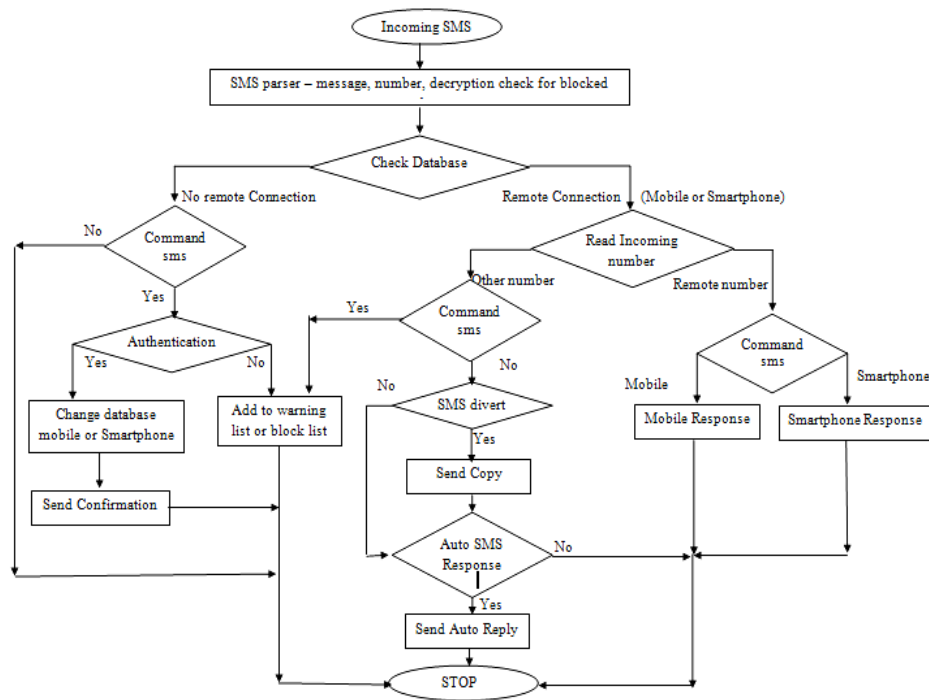 Incoming SMS
SMS parser – message, number, decryption check for blocked
Check Database
No remote Connection
Remote Connection
(Mobile or Smartphone)
No
Command
sms
Read Incoming
number
Other number
Remote number
Yes
Yes
Command
sms
Command
sms
Authentication
Yes
No
No
No
Mobile
Smartphone
Change database
mobile or Smartphone
Add to warning
list or block list
SMS divert
Mobile Response
Smartphone Response
Yes
Send Copy
Send Confirmation
Auto SMS
Response
No
Yes
Send Auto Reply
STOP